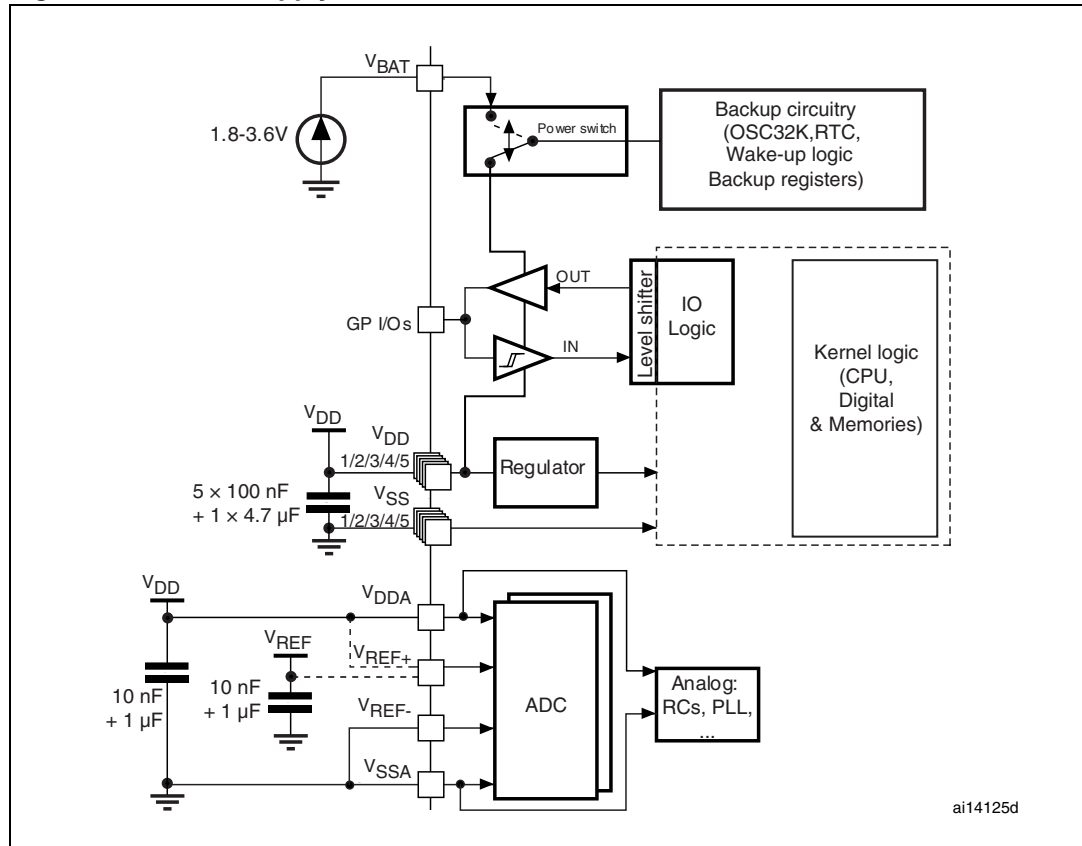 VBAT
1.8-3.6V
Power switch
Backup circuitry
(OSC32K,RTC,
Wake-up logic
Backup registers)
OUT
GP I/Os
IN
Level shifter
IO
Logic
Kernel logic
(CPU,
Digital
& Memories)
VDD
VDD
1/2/3/4/5
Regulator
5 × 100 nF
+ 1 × 4.7 µF
VSS
1/2/3/4/5
VDD
VDDA
VREF
VREF+
10 nF
+ 1 µF
10 nF
+ 1 µF
VREF-
ADC
Analog:
RCs, PLL,
...
VSSA
ai14125d